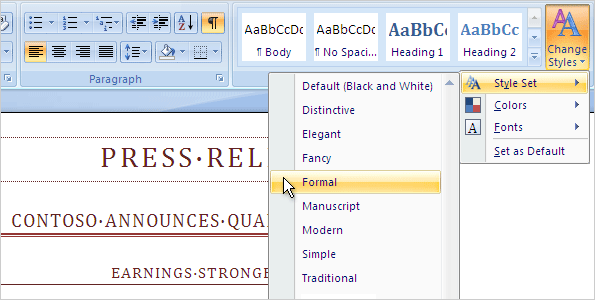 AaBbCcDc
AaBbCcDc
AaBbCc
AaBbCc
¶ Body
¶ No Spaci...
Heading 1
Heading 2
Change
Styles
Paragraph
Style Set
Colors
Fonts
Set as Default
Default (Black and White)
Distinctive
Elegant
Fancy
Formal
Manuscript
Modern
Simple
Traditional
PRESS·REL
CONTOSO·ANNOUNCES·QUA
EARNINGS·STRONGE